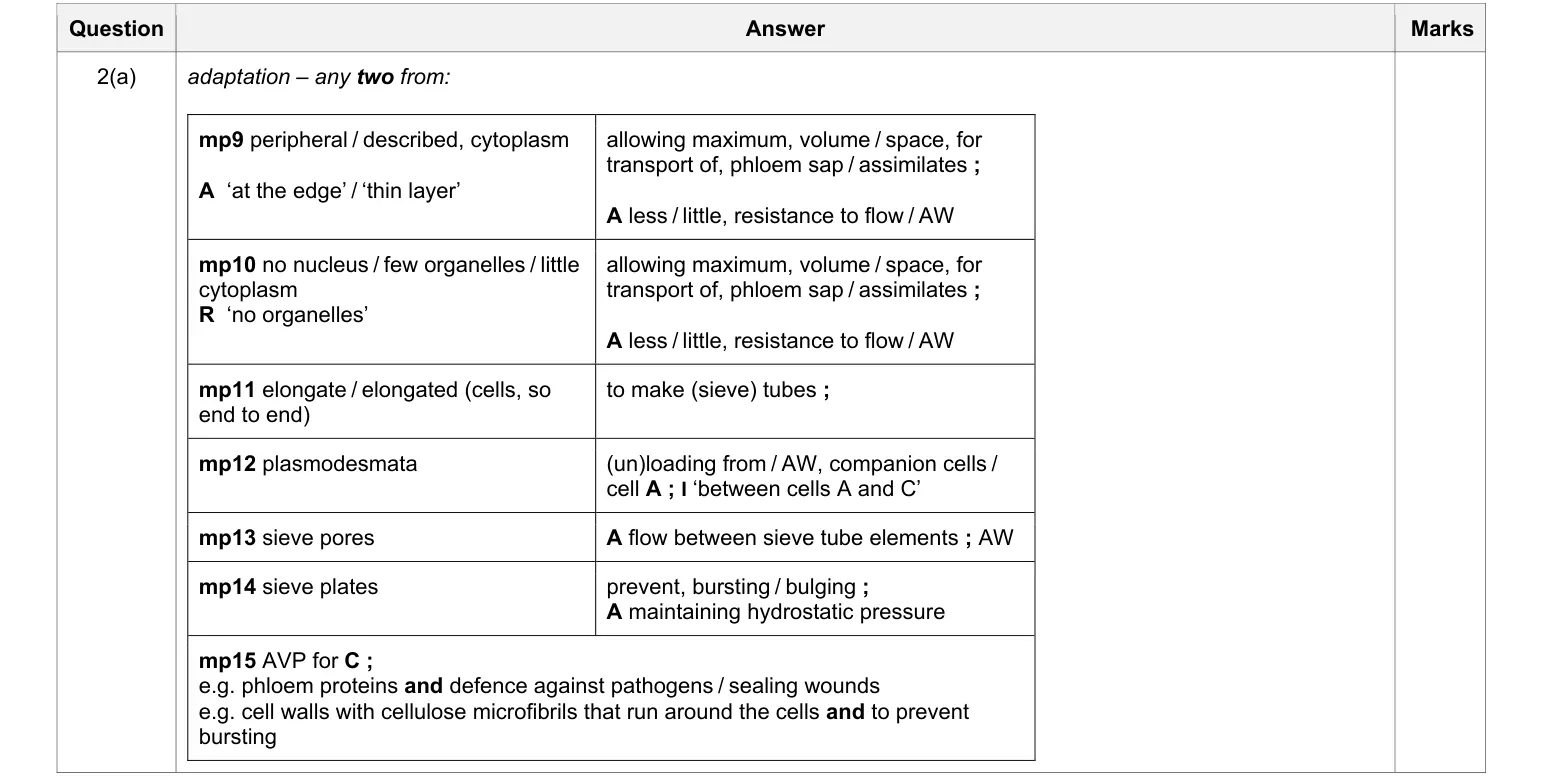 Question Answer Marks
2(a) adaptation – any two from:
mp9 peripheral / described, cytoplasm
A ‘at the edge’ / ‘thin layer’
allowing maximum, volume / space, for
transport of, phloem sap / assimilates ;
A less / little, resistance to flow / AW
mp10 no nucleus / few organelles / little
cytoplasm
R ‘no organelles’
allowing maximum, volume / space, for
transport of, phloem sap / assimilates ;
A less / little, resistance to flow / AW
mp11 elongate / elongated (cells, so
end to end)
to make (sieve) tubes ;
mp12 plasmodesmata
(un)loading from / AW, companion cells /
cell A ; I ‘between cells A and C’
mp13 sieve pores
A flow between sieve tube elements ; AW
mp14 sieve plates
prevent, bursting / bulging ;
A maintaining hydrostatic pressure
mp15 AVP for C ;
e.g. phloem proteins and defence against pathogens / sealing wounds
e.g. cell walls with cellulose microfibrils that run around the cells and to prevent
bursting